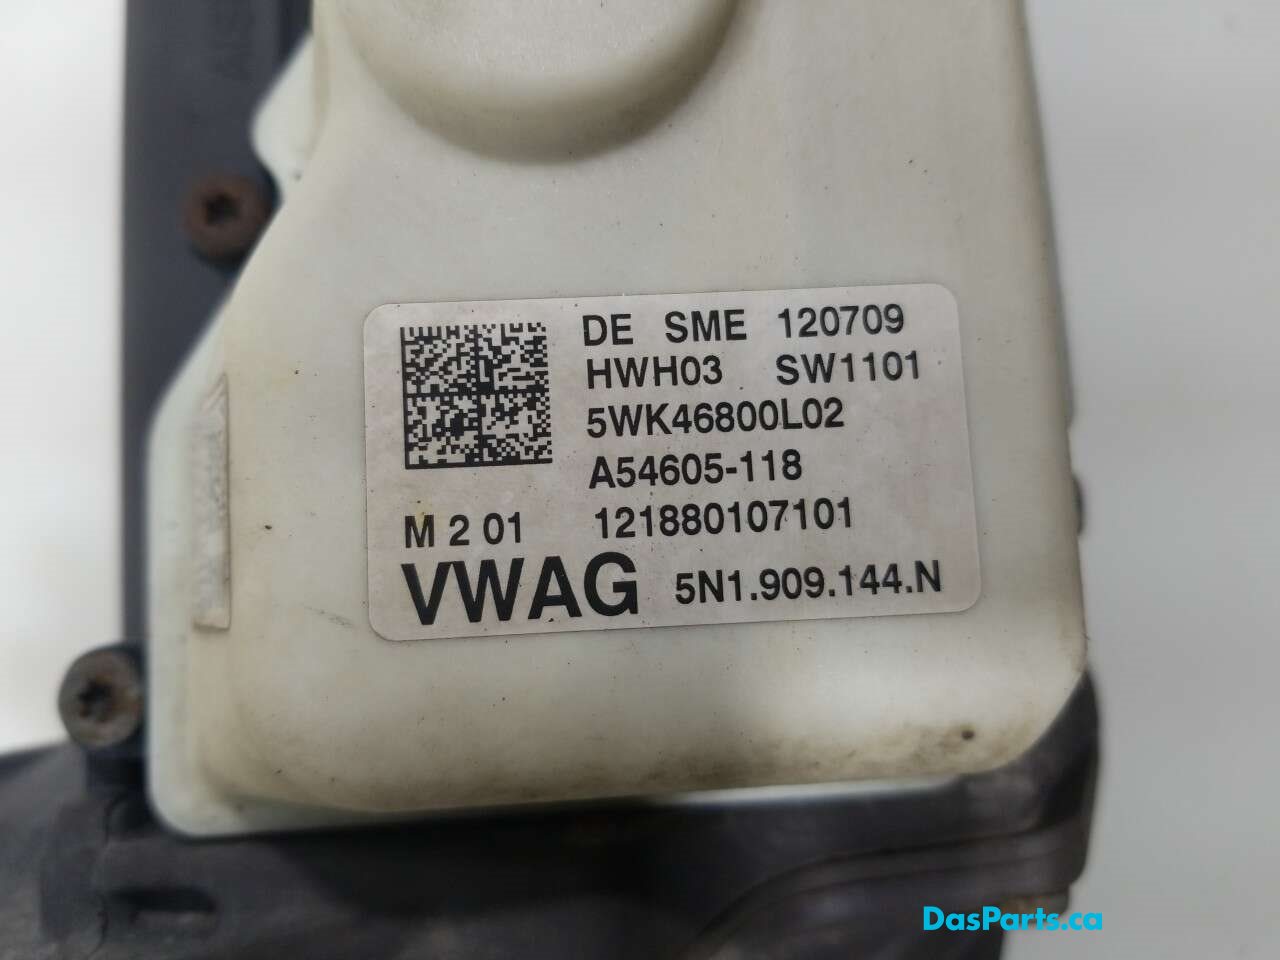 DE SME 120709
HWH03 SW1101
5WK46800L02
A54605-118
M 2 01 121880107101
VWAG 5N1.909.144.N
DasParts.ca